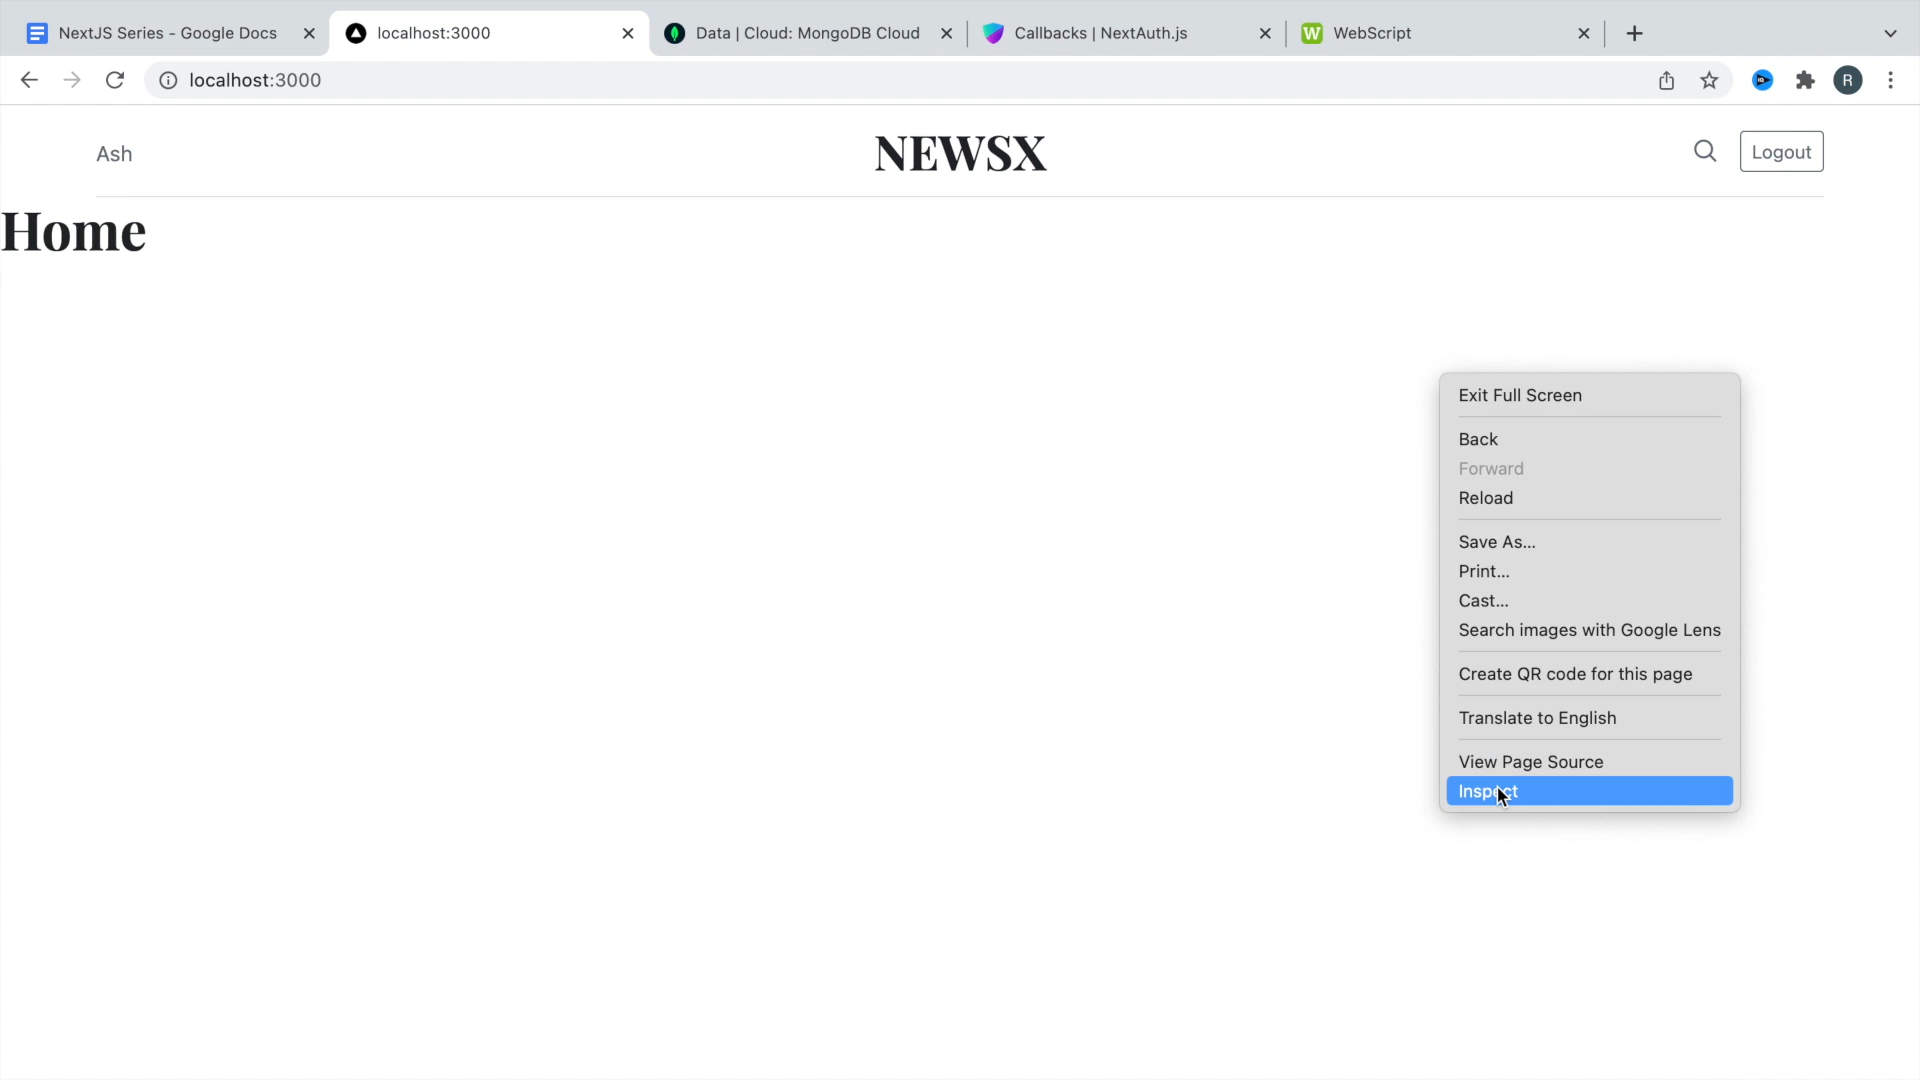 NextJS Series - Google Docs
localhost:3000
Data | Cloud: MongoDB Cloud
Callbacks | NextAuth.js
W WebScript
localhost:3000
R
Ash
NEWSX
Logout
Home
Exit Full Screen
Back
Forward
Reload
Save As...
Print...
Cast...
Search images with Google Lens
Create QR code for this page
Translate to English
View Page Source
Inspect